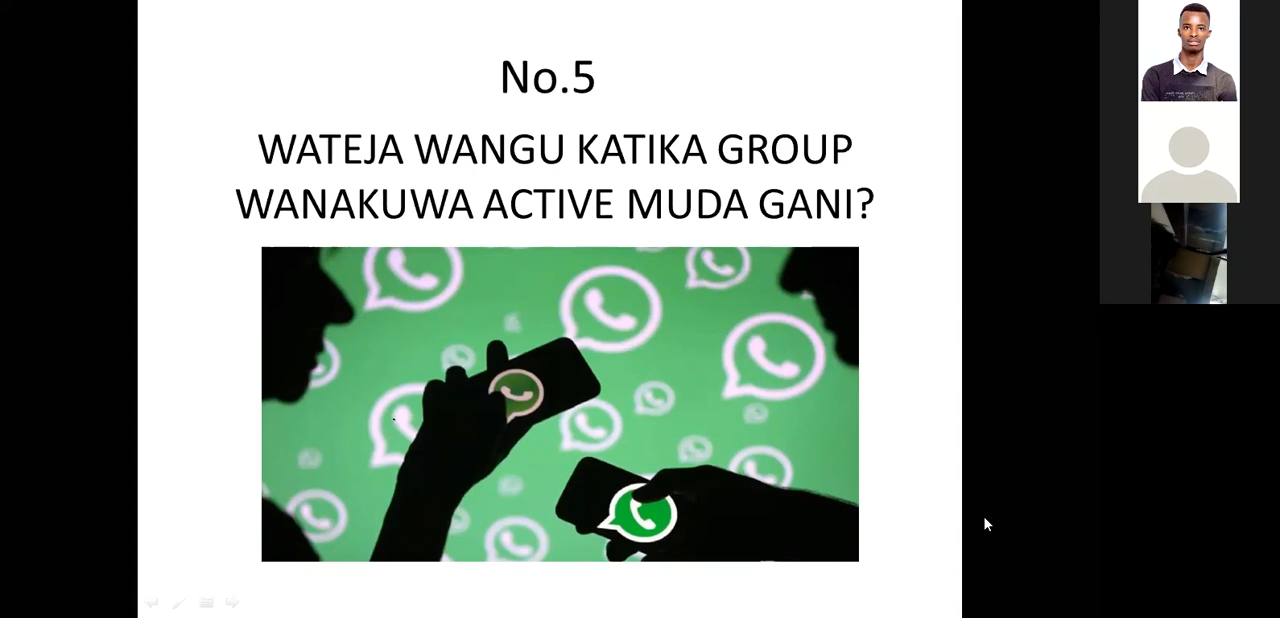 No.5
WATEJA WANGU KATIKA GROUP
WANAKUWA ACTIVE MUDA GANI?